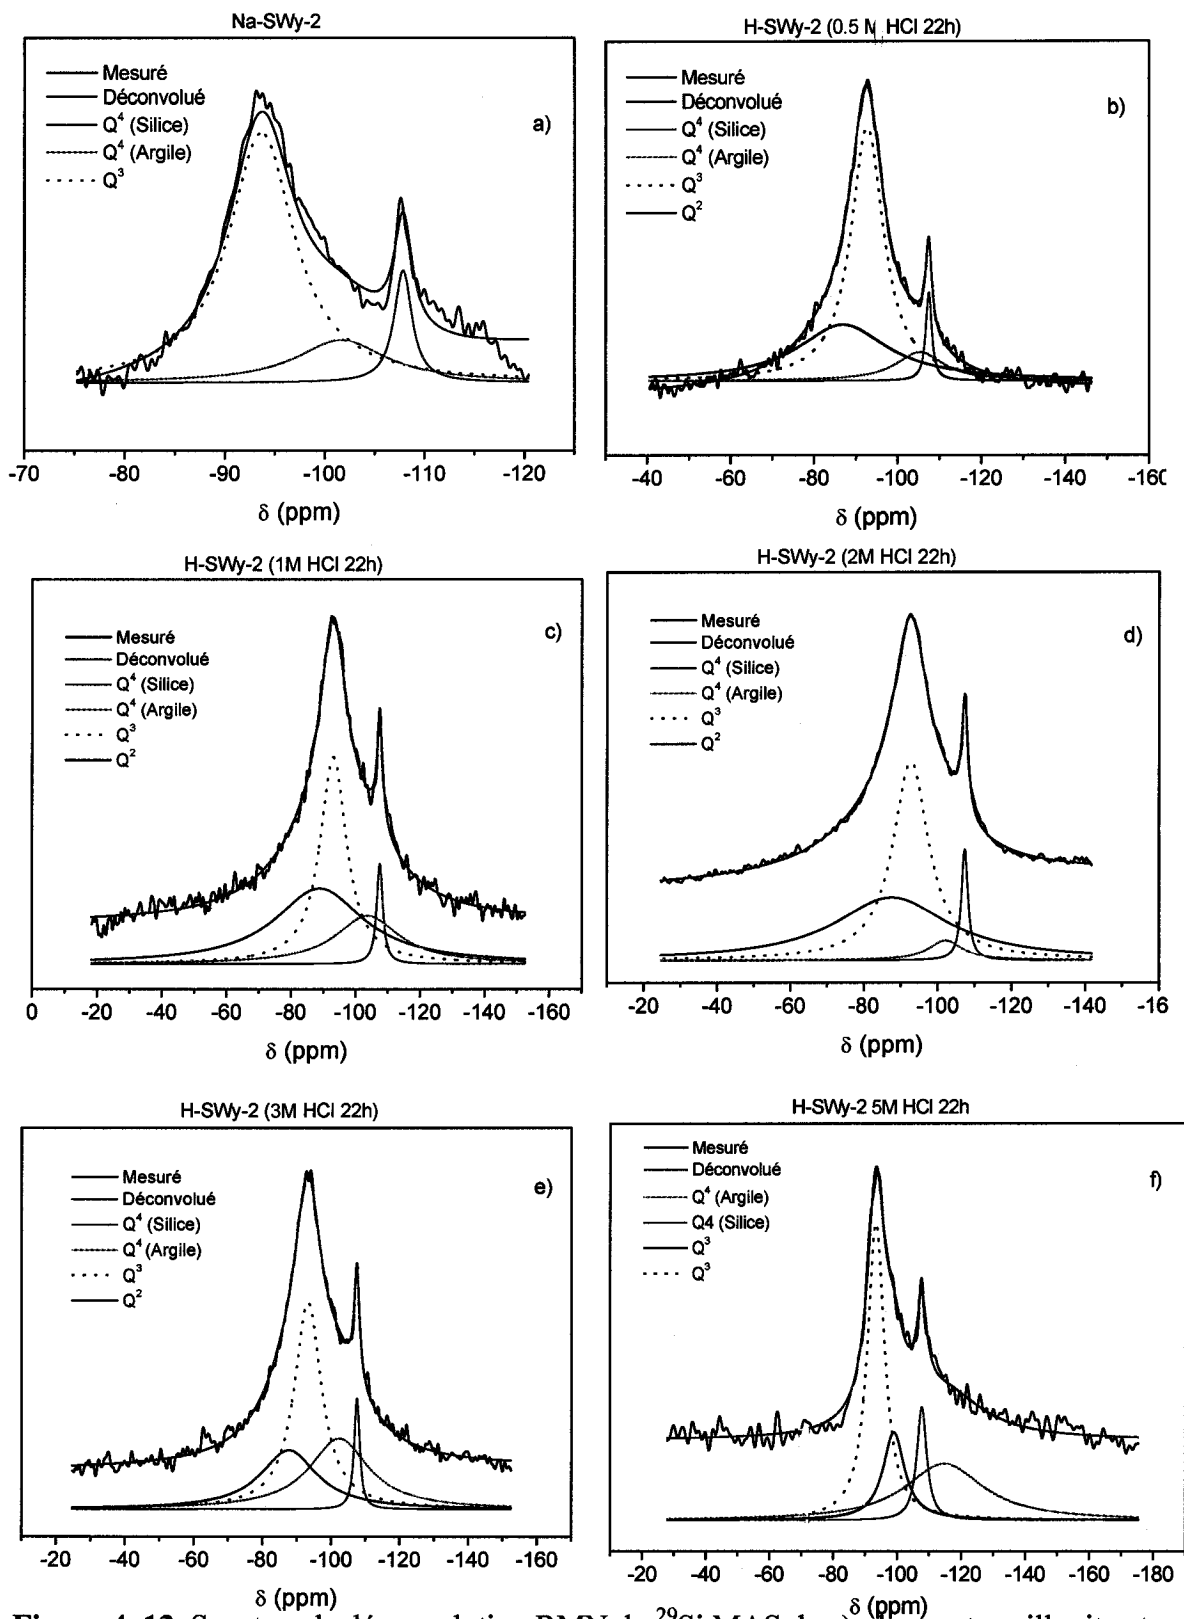 Na-SWy-2
Mesuré
Déconvolué
Q⁴ (Silice)
Q⁴ (Argile)
Q³
a)
-70 -80 -90 -100 -110 -120
δ (ppm)
H-SWy-2 (0.5 M HCl 22h)
Mesuré
Déconvolué
Q⁴ (Silice)
Q⁴ (Argile)
Q³
Q²
b)
-40 -60 -80 -100 -120 -140 -160
δ (ppm)
H-SWy-2 (1M HCl 22h)
Mesuré
Déconvolué
Q⁴ (Silice)
Q⁴ (Argile)
Q³
Q²
c)
0 -20 -40 -60 -80 -100 -120 -140 -160
δ (ppm)
H-SWy-2 (2M HCl 22h)
Mesuré
Déconvolué
Q⁴ (Silice)
Q⁴ (Argile)
Q³
Q²
d)
-20 -40 -60 -80 -100 -120 -140 -16
δ (ppm)
H-SWy-2 (3M HCl 22h)
Mesuré
Déconvolué
Q⁴ (Silice)
Q⁴ (Argile)
Q³
Q²
e)
-20 -40 -60 -80 -100 -120 -140 -160
δ (ppm)
H-SWy-2 5M HCl 22h
Mesuré
Déconvolué
Q⁴ (Argile)
Q4 (Silice)
Q³
Q³
f)
-20 -40 -60 -80 -100 -120 -140 -160 -180
δ (ppm)